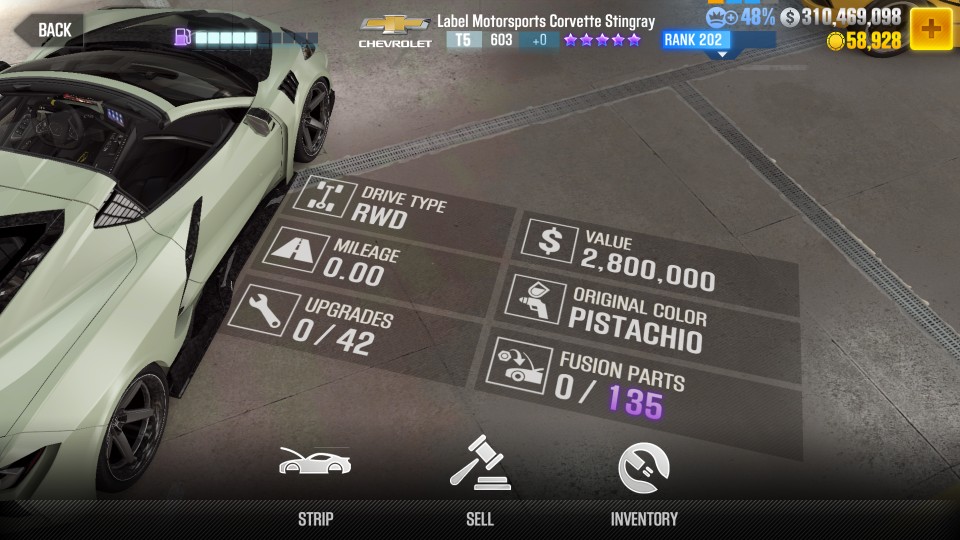 BACK
CHEVROLET
Label Motorsports Corvette Stingray
T5 603 +0
RANK 202
48%
$ 310,469,098
58,928
+
DRIVE TYPE
RWD
MILEAGE
0.00
UPGRADES
0 / 42
$
VALUE
2,800,000
ORIGINAL COLOR
PISTACHIO
FUSION PARTS
0 / 135
STRIP
SELL
INVENTORY